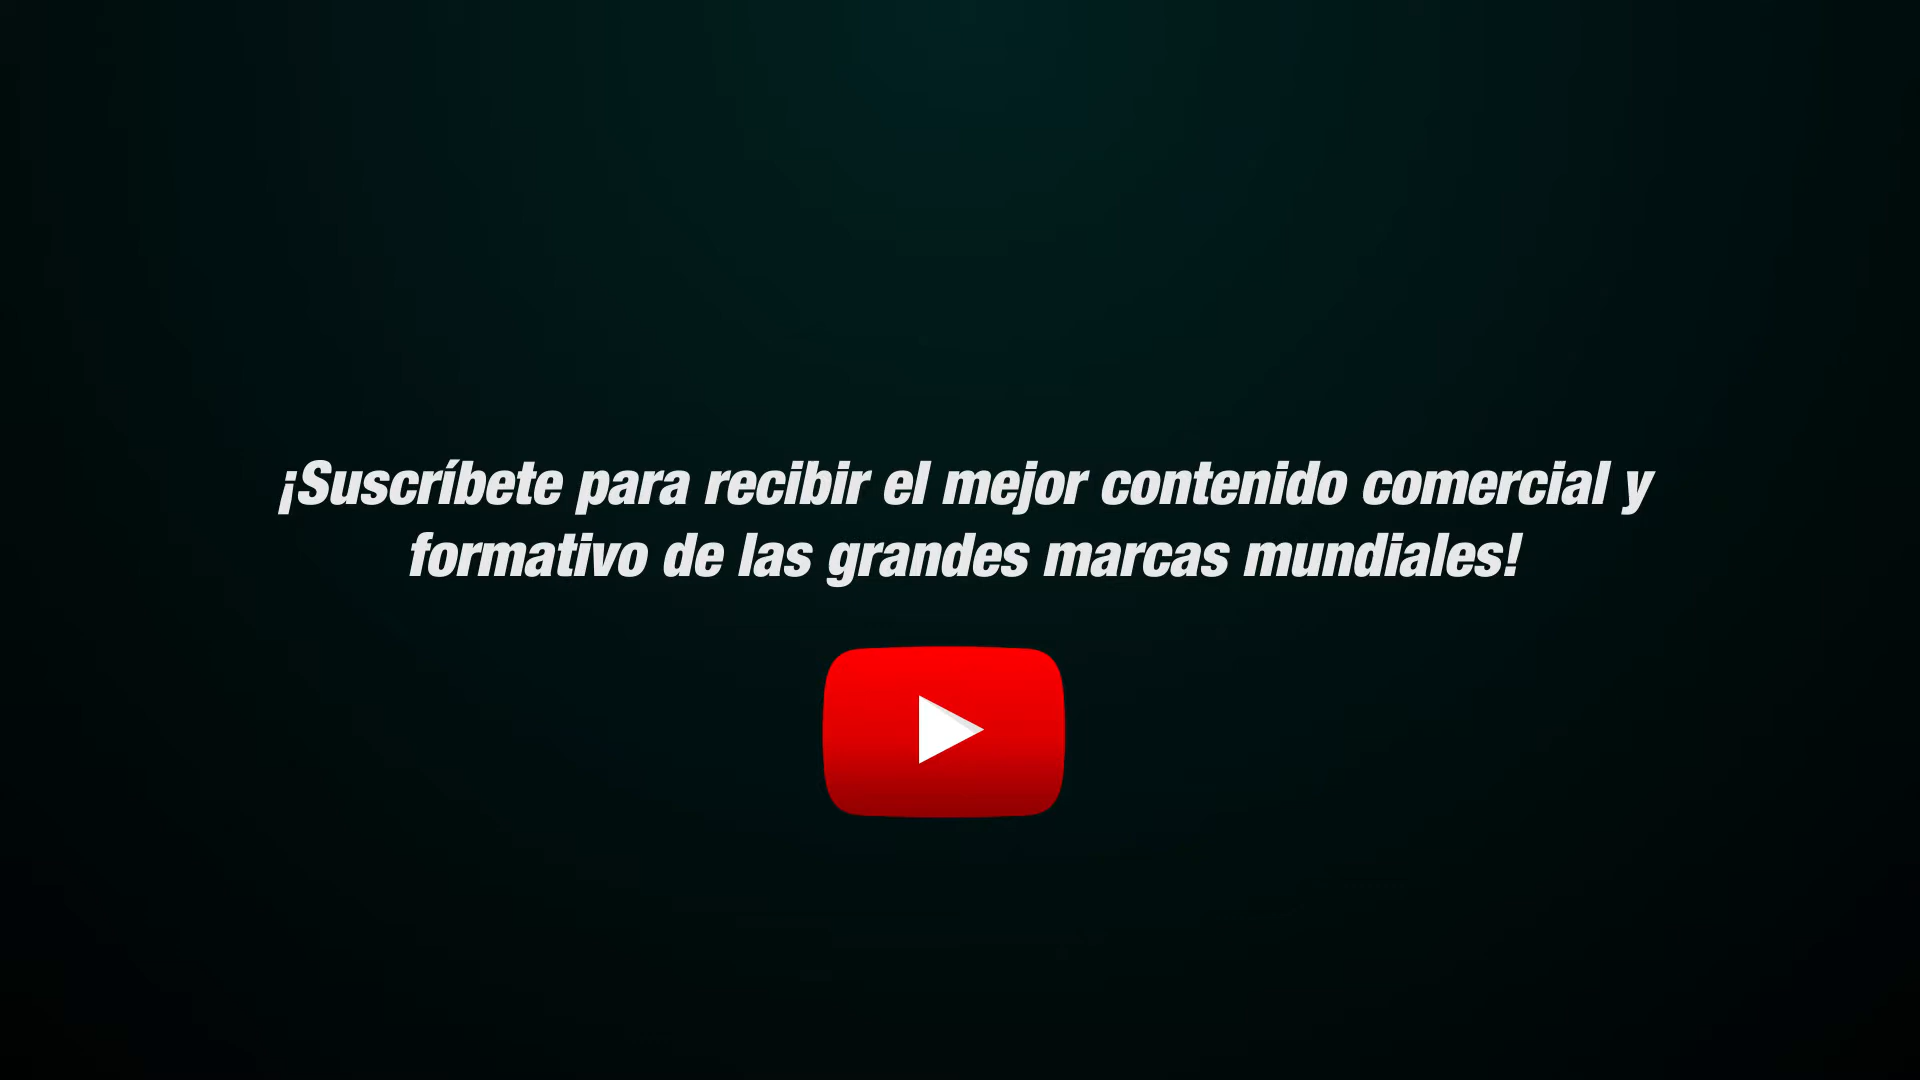 ¡Suscríbete para recibir el mejor contenido comercial y
formativo de las grandes marcas mundiales!